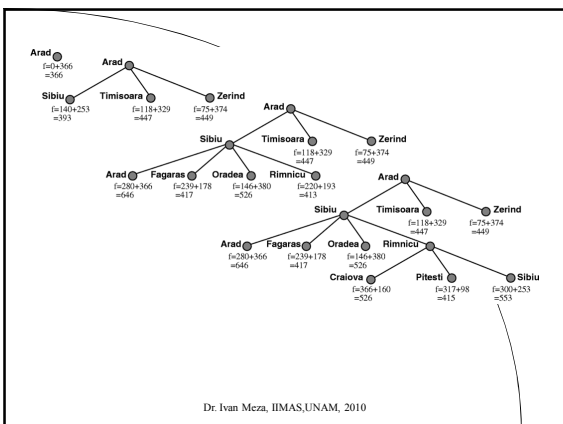 Arad
f=0+366
=366
Arad
Sibiu
f=140+253
=393
Timisoara
f=118+329
=447
Zerind
f=75+374
=449
Arad
Sibiu
Timisoara
f=118+329
=447
Zerind
f=75+374
=449
Arad
f=280+366
=646
Fagaras
f=239+178
=417
Oradea
f=146+380
=526
Rimnicu
f=220+193
=413
Arad
Sibiu
Timisoara
f=118+329
=447
Zerind
f=75+374
=449
Arad
f=280+366
=646
Fagaras
f=239+178
=417
Oradea
f=146+380
=526
Rimnicu
Craiova
f=366+160
=526
Pitesti
f=317+98
=415
Sibiu
f=300+253
=553
Dr. Ivan Meza, IIMAS,UNAM, 2010